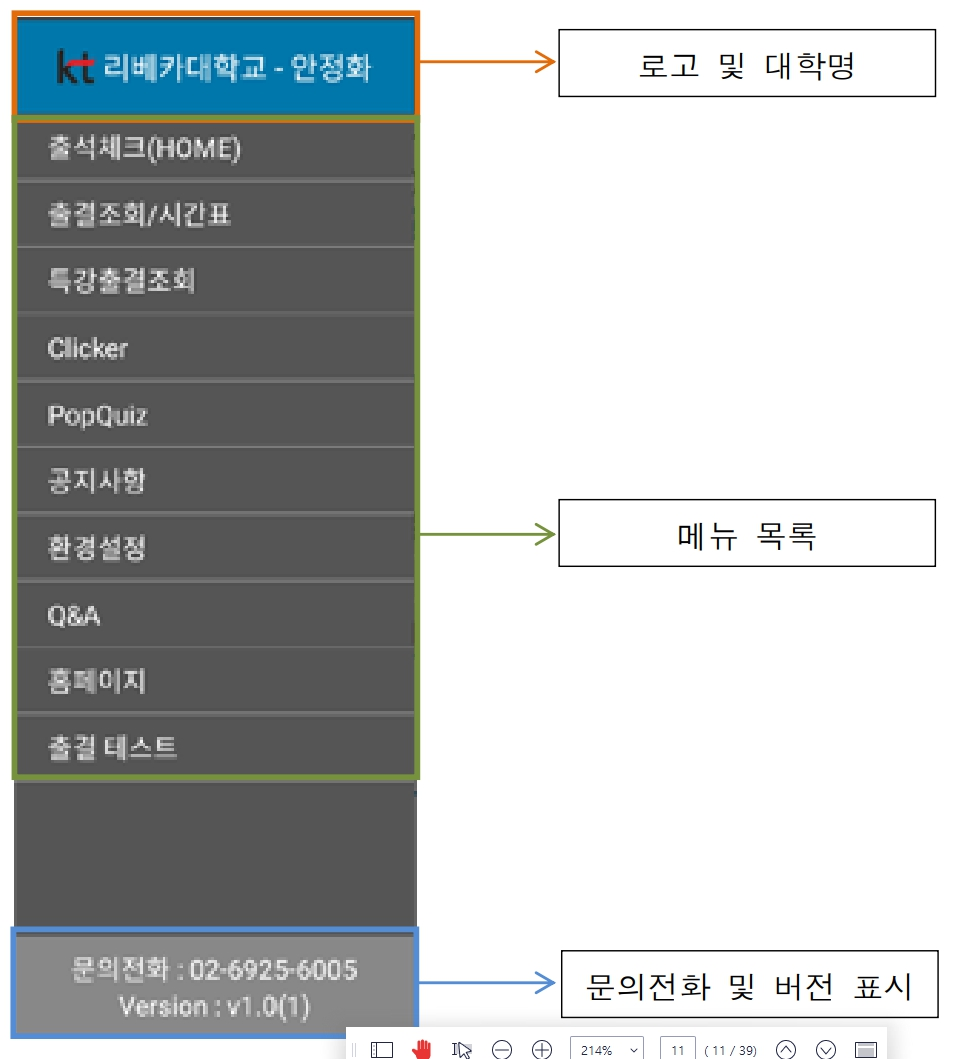 kt 리베카대학교 - 안정화
로고 및 대학명
출석체크(HOME)
출결조회/시간표
특강출결조회
Clicker
PopQuiz
공지사항
환경설정
메뉴 목록
Q&A
홈페이지
출결 테스트
문의전화 : 02-6925-6005
Version : v1.0(1)
문의전화 및 버전 표시
214% 11 (11 / 39)